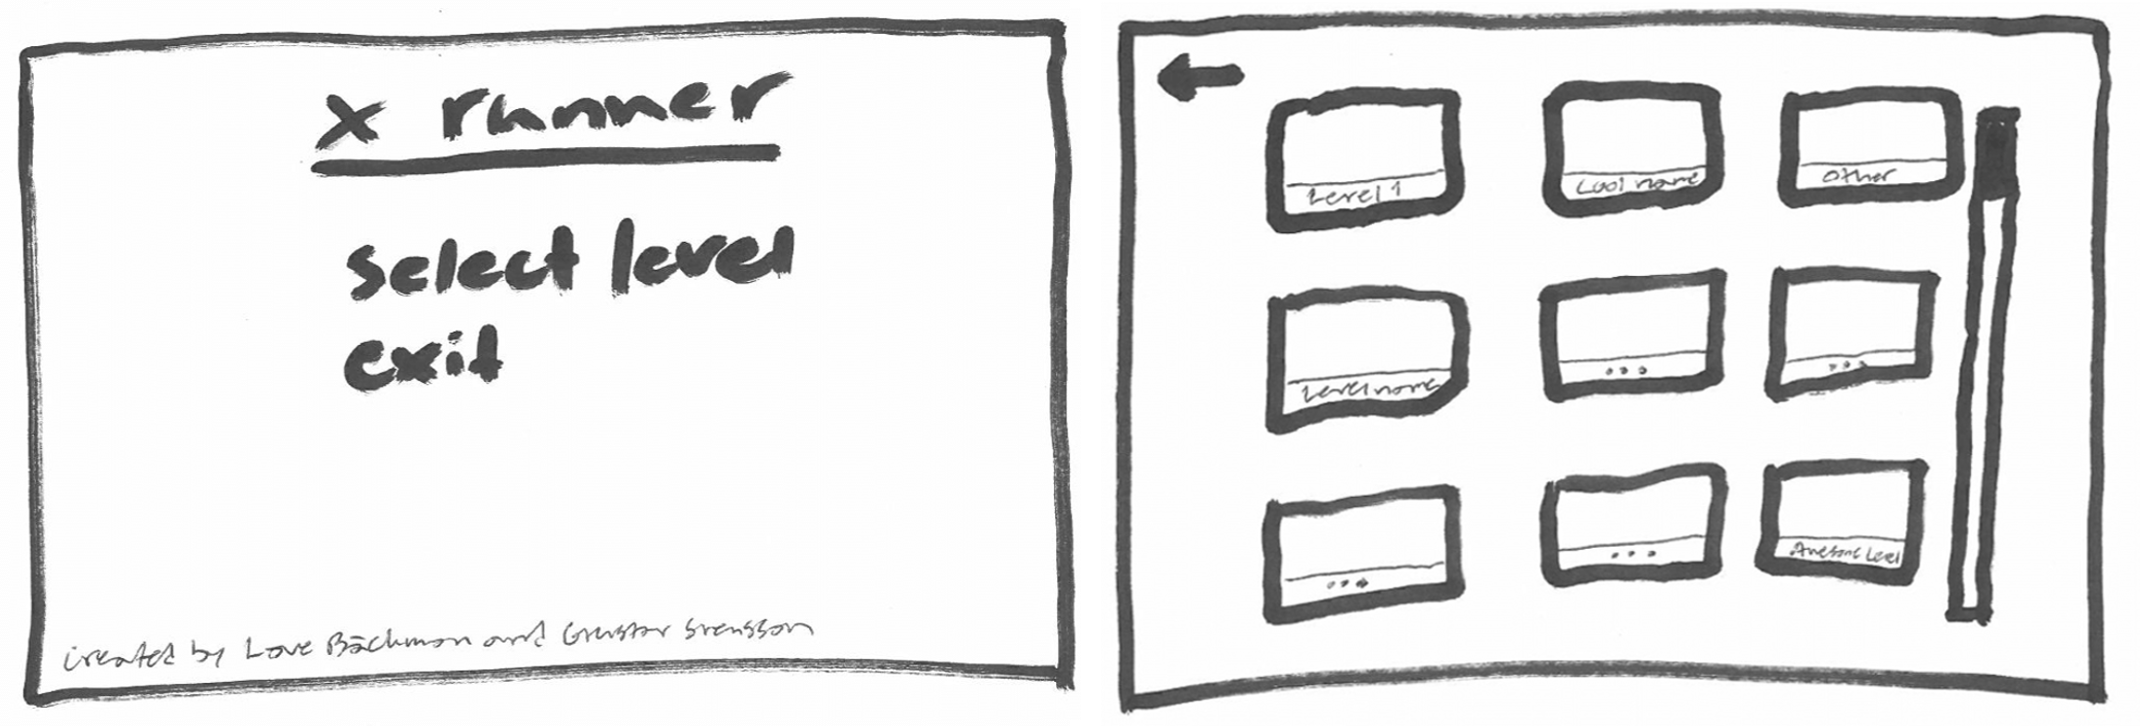 x runner
select level
exit
created by Love Bäckman and Gustav Svensson
Level 1
Cool name
Other
Level name
...
...
...
...
Awesome Level